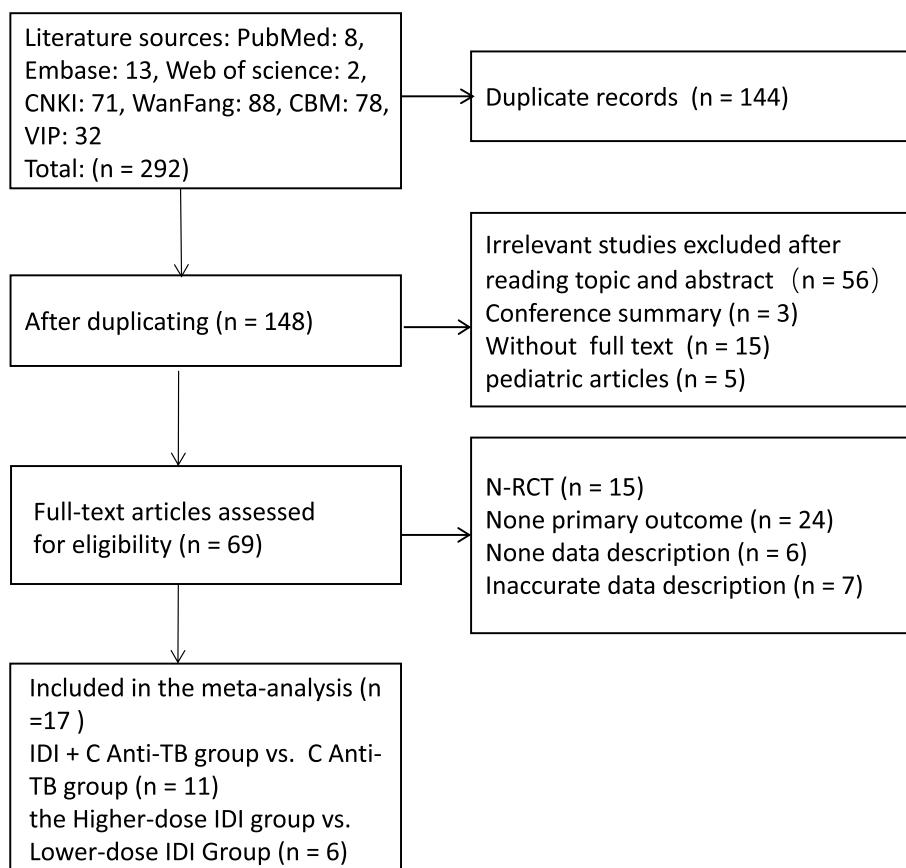 Literature sources: PubMed: 8,
Embase: 13, Web of science: 2,
CNKI: 71, WanFang: 88, CBM: 78,
VIP: 32
Total: (n = 292)
Duplicate records (n = 144)
After duplicating (n = 148)
Irrelevant studies excluded after
reading topic and abstract （n = 56）
Conference summary (n = 3)
Without full text (n = 15)
pediatric articles (n = 5)
Full-text articles assessed
for eligibility (n = 69)
N-RCT (n = 15)
None primary outcome (n = 24)
None data description (n = 6)
Inaccurate data description (n = 7)
Included in the meta-analysis (n
=17 )
IDI + C Anti-TB group vs. C Anti-
TB group (n = 11)
the Higher-dose IDI group vs.
Lower-dose IDI Group (n = 6)